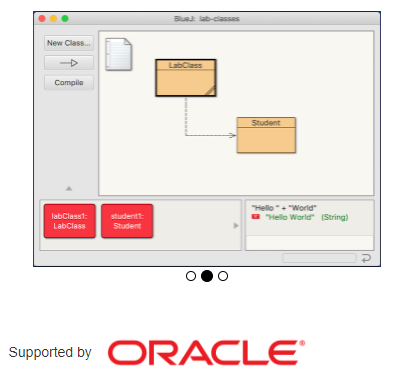 BlueJ: lab-classes
New Class...
Compile
LabClass
Student
labClass1:
LabClass
student1:
Student
"Hello " + "World"
"Hello World" (String)
Supported by ORACLE®